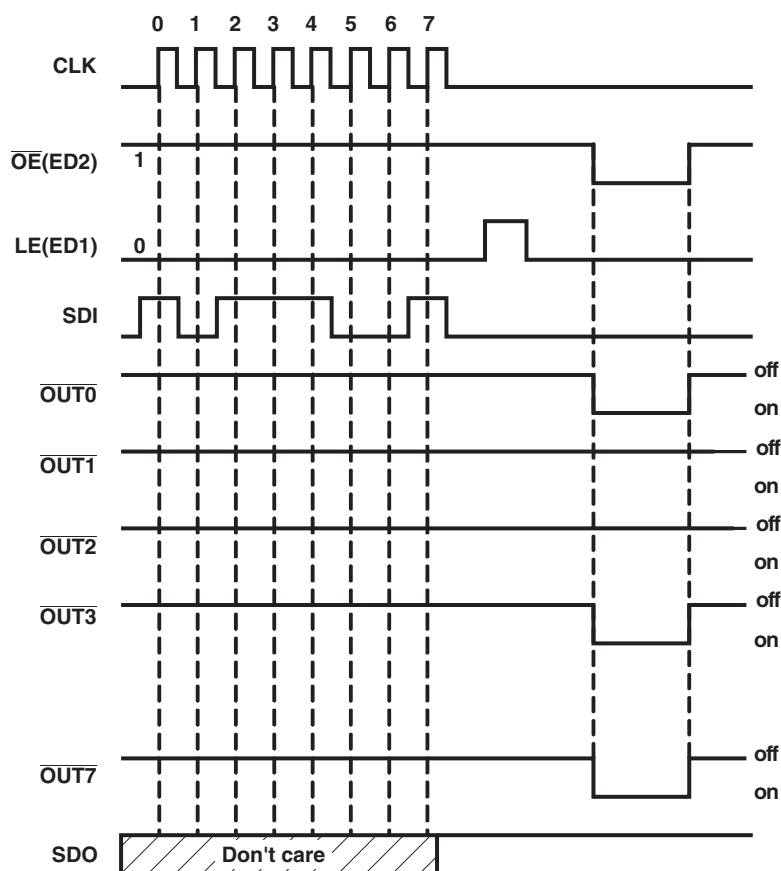 0 1 2 3 4 5 6 7
CLK
OE(ED2) 1
LE(ED1) 0
SDI
OUT0 off
on
OUT1 off
on
OUT2 off
on
OUT3 off
on
OUT7 off
on
SDO Don't care